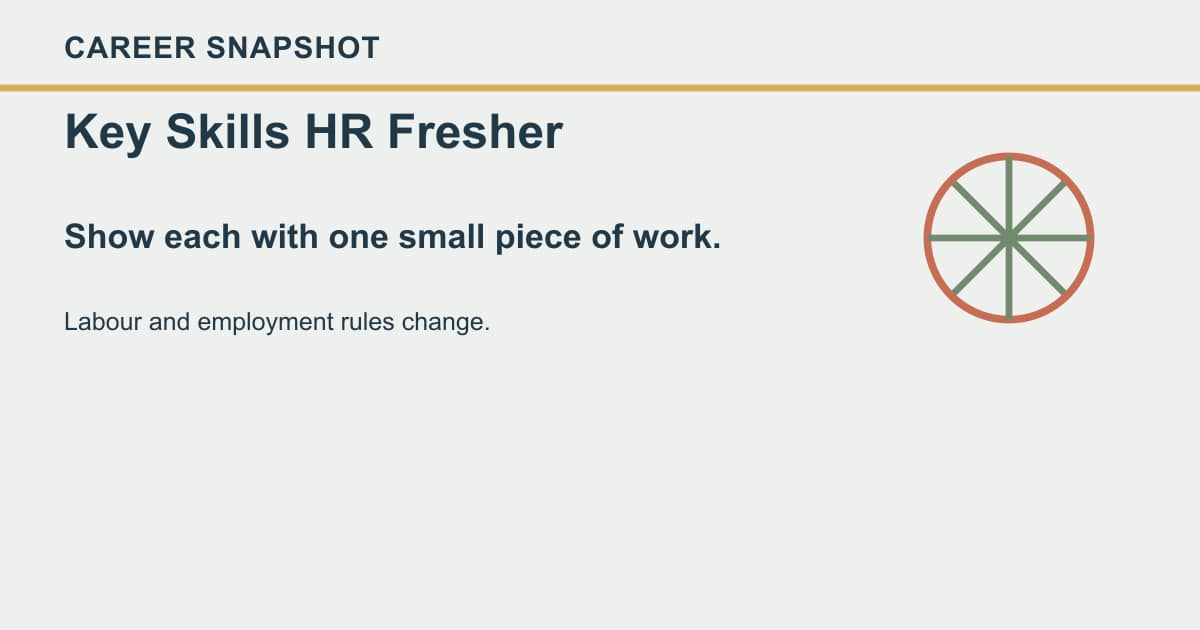 CAREER SNAPSHOT
Key Skills HR Fresher
Show each with one small piece of work.
Labour and employment rules change.